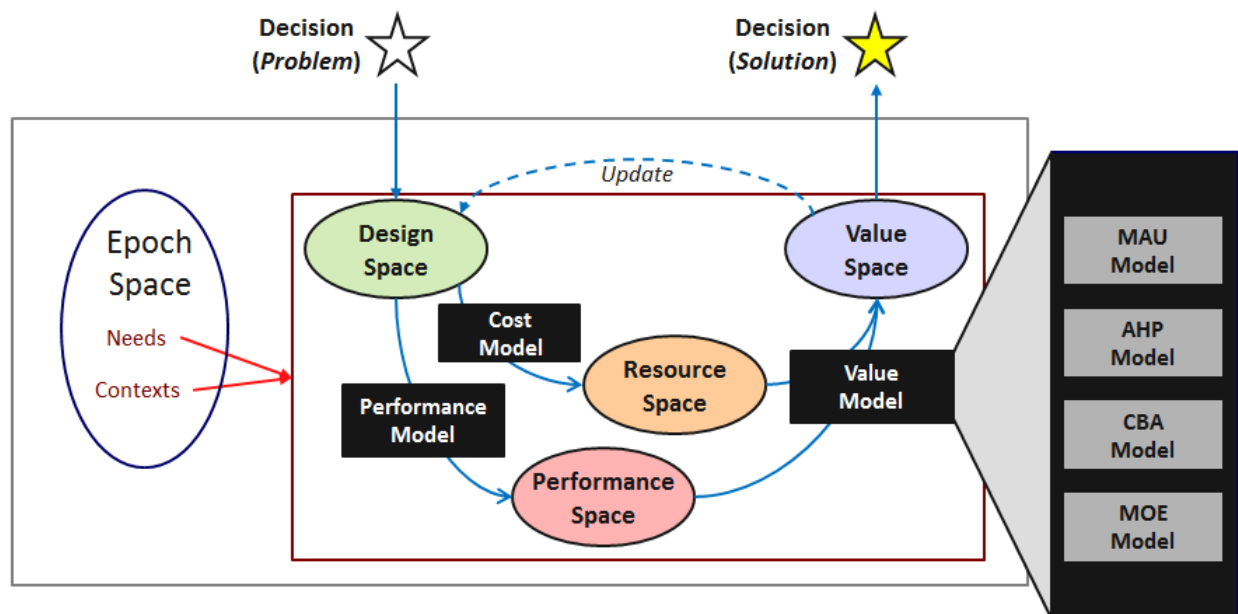 Decision
(Problem)
Decision
(Solution)
Update
Epoch
Space
Needs
Contexts
Design
Space
Value
Space
Cost
Model
Resource
Space
Value
Model
Performance
Model
Performance
Space
MAU
Model
AHP
Model
CBA
Model
MOE
Model